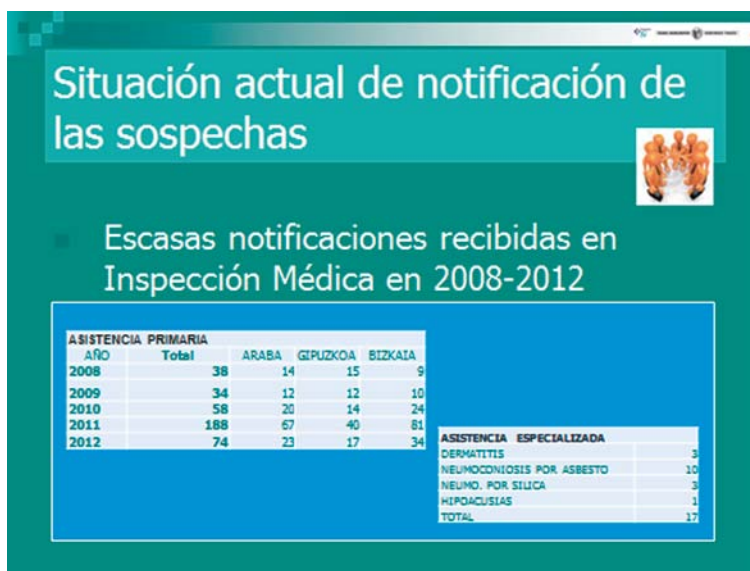 Situación actual de notificación de
las sospechas
Escasas notificaciones recibidas en
Inspección Médica en 2008-2012
ASISTENCIA PRIMARIA
AÑO Total ARABA GIPUZKOA BIZKAIA
2008 38 14 15 9
2009 34 12 12 10
2010 58 20 14 24
2011 188 67 40 81
2012 74 23 17 34
ASISTENCIA ESPECIALIZADA
DERMATITIS 3
NEUMOCONIOSIS POR ASBESTO 10
NEUMO. POR SILICA 3
HIPOACUSIAS 1
TOTAL 17